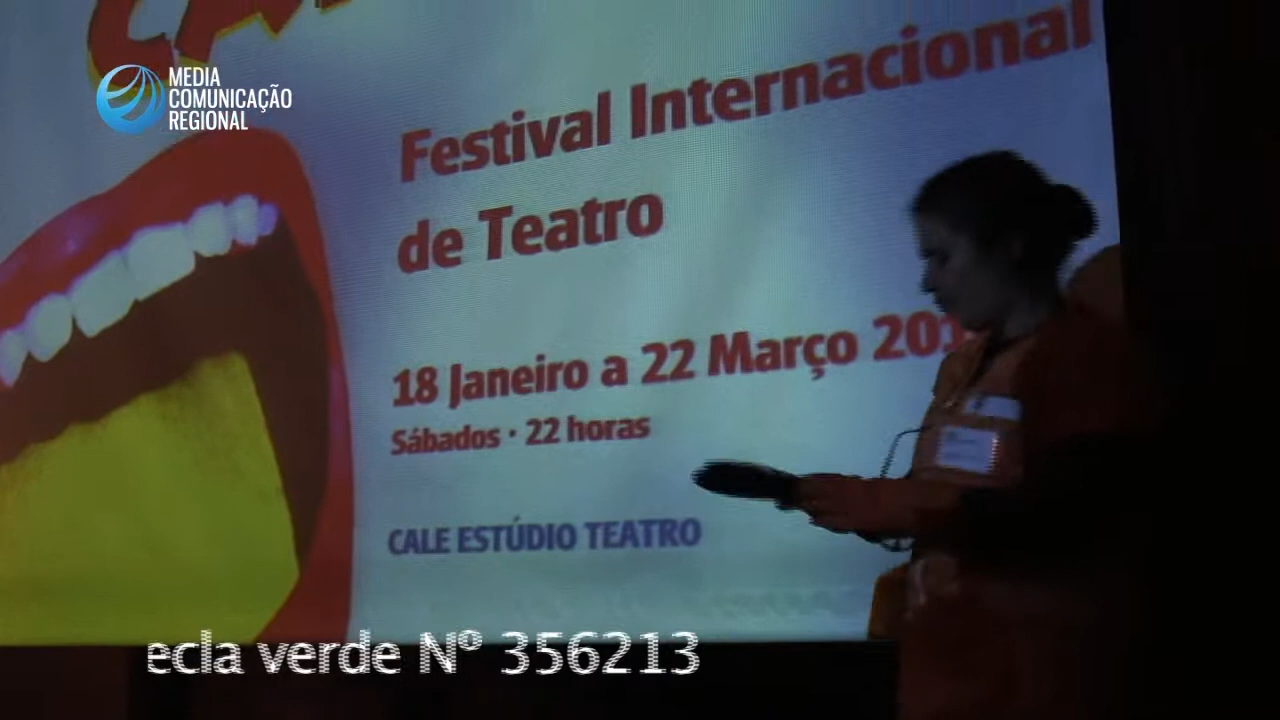 MEDIA
COMUNICAÇÃO
REGIONAL
Festival Internacional
de Teatro
18 Janeiro a 22 Março
Sábados · 22 horas
CALE ESTÚDIO TEATRO
ecla verde Nº 356213